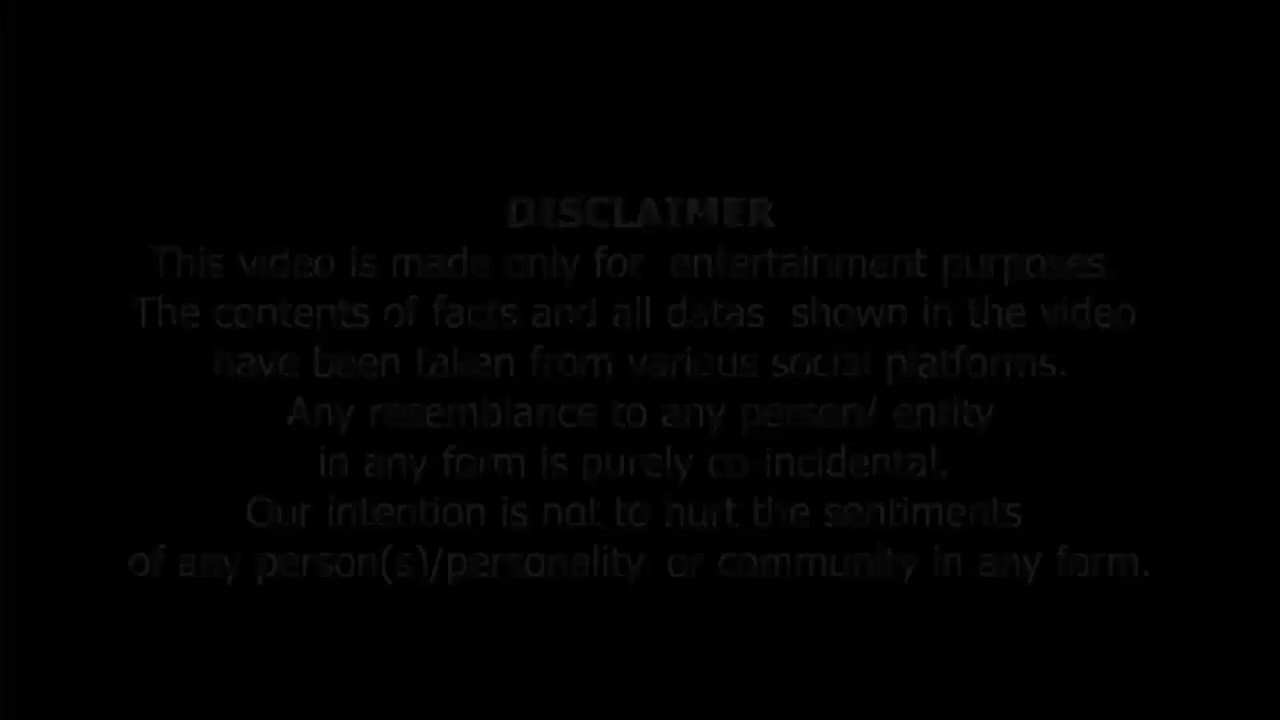 DISCLAIMER
This video is made only for entertainment purposes.
The contents of facts and all datas shown in the video
have been taken from various social platforms.
Any resemblance to any person/ entity
in any form is purely co-incidental.
Our intention is not to hurt the sentiments
of any person(s)/personality or community in any form.